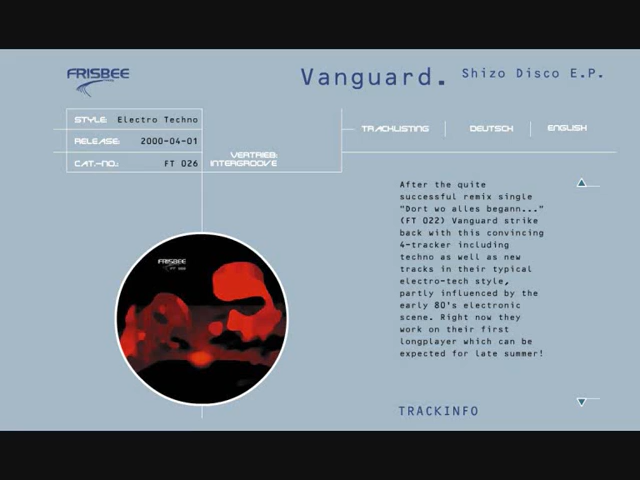 FRISBEE
Vanguard. Shizo Disco E.P.
STYLE: Electro Techno
RELEASE: 2000-04-01
CAT.-NO.: FT 026
VERTRIEB:
INTERGROOVE
TRACKLISTING DEUTSCH ENGLISH
After the quite
successful remix single
"Dort wo alles begann..."
(FT 022) Vanguard strike
back with this convincing
4-tracker including
techno as well as new
tracks in their typical
electro-tech style,
partly influenced by the
early 80's electronic
scene. Right now they
work on their first
longplayer which can be
expected for late summer!
FRISBEE
TRACKINFO